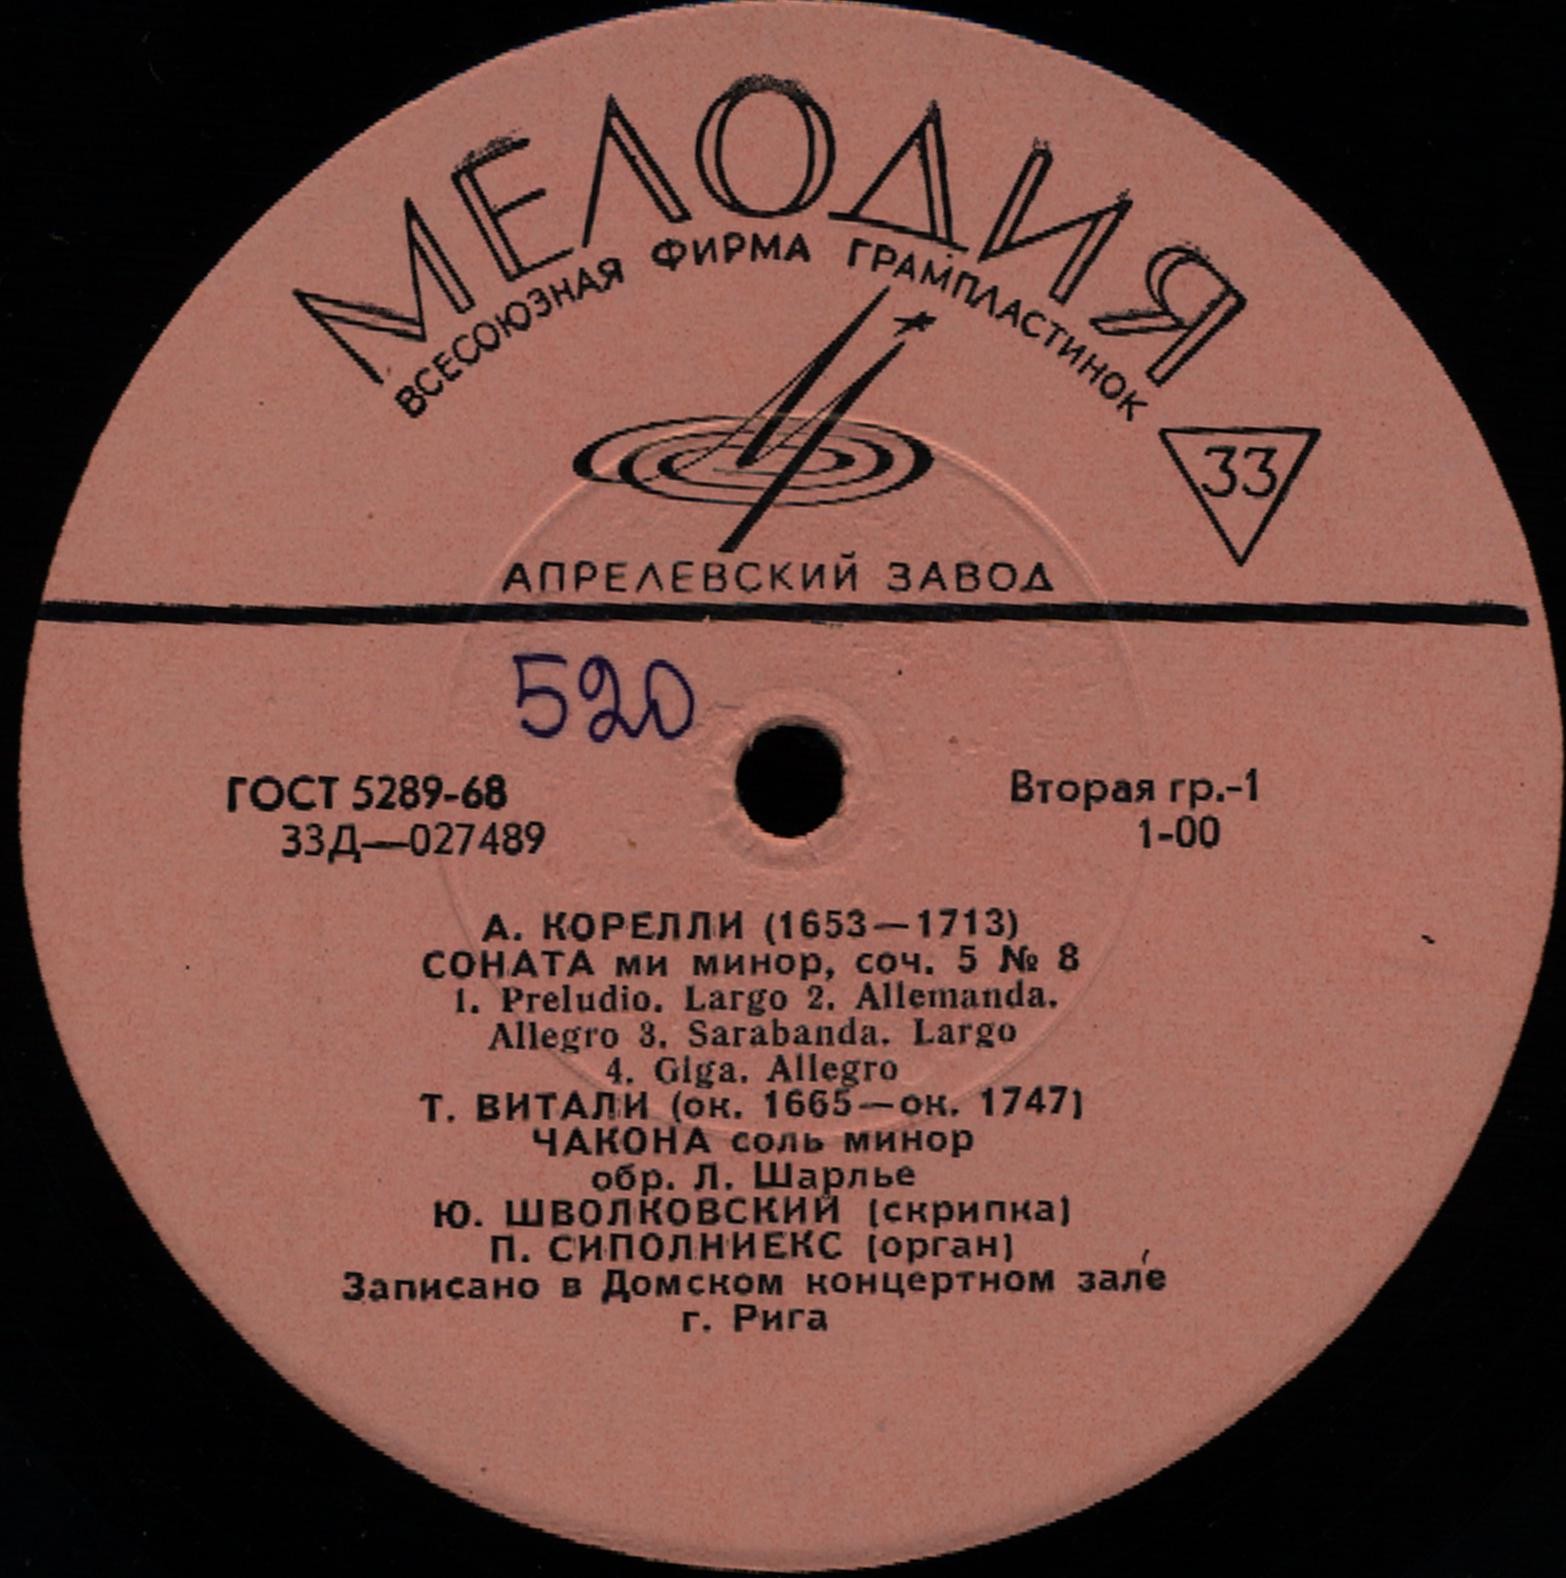 МЕЛОДИЯ
ВСЕСОЮЗНАЯ ФИРМА ГРАМПЛАСТИНОК
33
АПРЕЛЕВСКИЙ ЗАВОД
520
ГОСТ 5289-68
Вторая гр.-1
33Д—027489
1-00
А. КОРЕЛЛИ (1653—1713)
СОНАТА ми минор, соч. 5 № 8
1. Preludio. Largo 2. Allemanda.
Allegro 3. Sarabanda. Largo
4. Giga. Allegro
Т. ВИТАЛИ (ок. 1665—ок. 1747)
ЧАКОНА соль минор
обр. Л. Шарлье
Ю. ШВОЛКОВСКИЙ (скрипка)
П. СИПОЛНИЕКС (орган)
Записано в Домском концертном зале
г. Рига